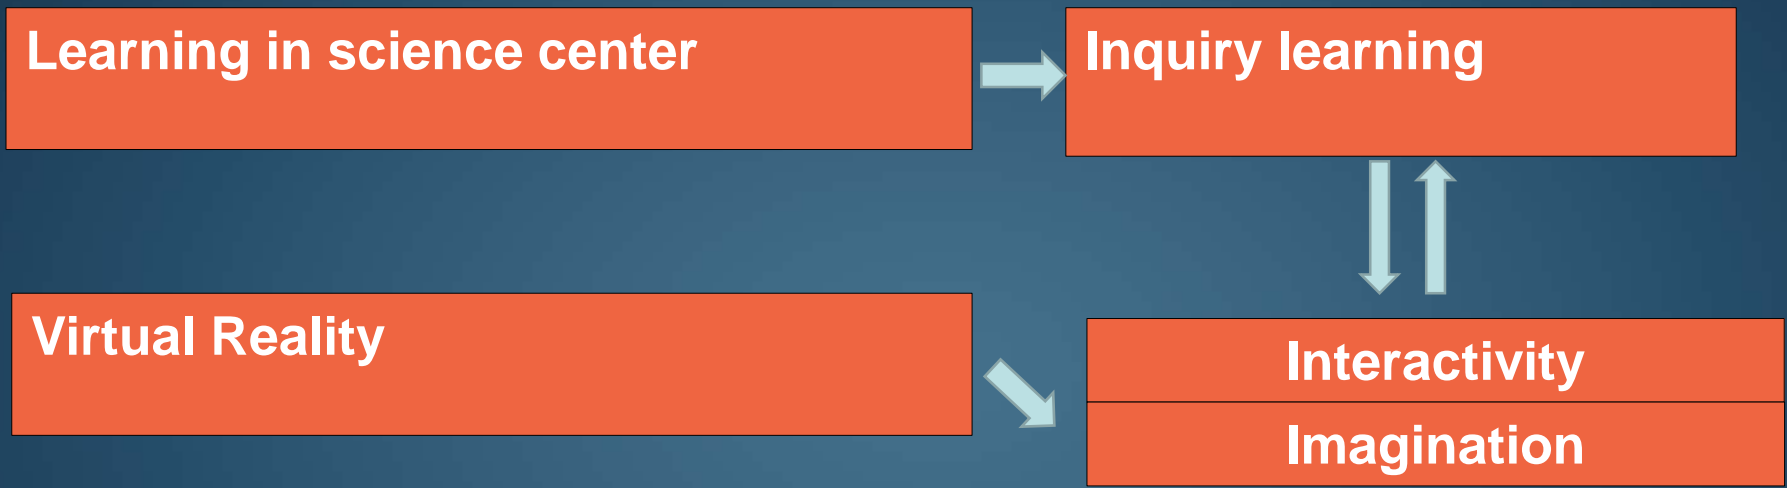 Learning in science center
Inquiry learning
Virtual Reality
Interactivity
Imagination